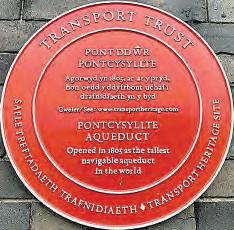 TRANSPORT TRUST
PONT DDŴR
PONTCYSYLLTE
Agorwyd yn 1805, ac ar y pryd,
hon oedd y ddyfrbont uchaf i
drafnidiaeth yn y byd
Gweler/See: www.transportheritage.com
PONTCYSYLLTE
AQUEDUCT
Opened in 1805 as the tallest
navigable aqueduct
in the world
SAFLE TREFTADAETH TRAFNIDIAETH ♦ TRANSPORT HERITAGE SITE